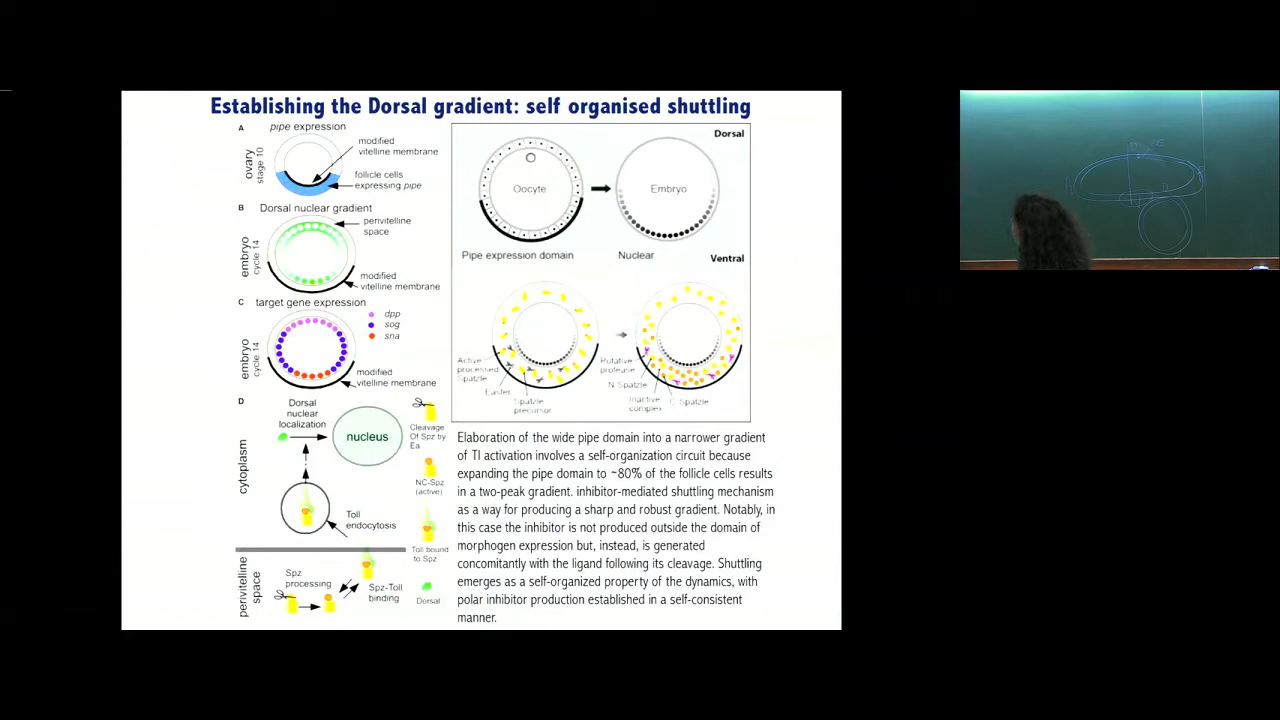 Establishing the Dorsal gradient: self organised shuttling
A
pipe expression
ovary
stage 10
modified
vitelline membrane
follicle cells
expressing pipe
B
Dorsal nuclear gradient
embryo
cycle 14
perivitelline
space
modified
vitelline membrane
C
target gene expression
embryo
cycle 14
dpp
sog
sna
modified
vitelline membrane
D
cytoplasm
Dorsal
nuclear
localization
nucleus
Toll
endocytosis
Cleavage
Of Spz by
Ea
NC-Spz
(active)
Toll bound
to Spz
Dorsal
perivitelline
space
Spz
processing
Spz-Toll
binding
Dorsal
Oocyte
Embryo
Pipe expression domain
Nuclear
Ventral
Active
processed
Spatzle
Easter
Spatzle
precursor
Putative
protease
N-Spatzle
Inactive
complex
C-Spatzle
Elaboration of the wide pipe domain into a narrower gradient
of Tl activation involves a self-organization circuit because
expanding the pipe domain to ~80% of the follicle cells results
in a two-peak gradient. inhibitor-mediated shuttling mechanism
as a way for producing a sharp and robust gradient. Notably, in
this case the inhibitor is not produced outside the domain of
morphogen expression but, instead, is generated
concomitantly with the ligand following its cleavage. Shuttling
emerges as a self-organized property of the dynamics, with
polar inhibitor production established in a self-consistent
manner.